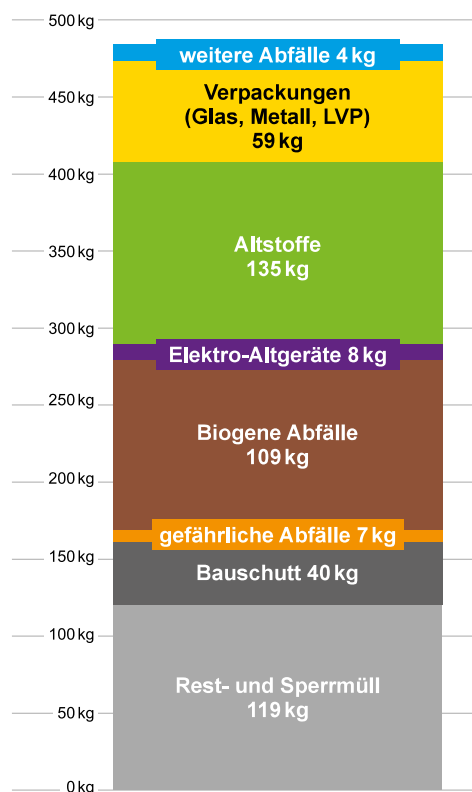 500 kg
weitere Abfälle 4 kg
450 kg
Verpackungen
(Glas, Metall, LVP)
59 kg
400 kg
350 kg
Altstoffe
135 kg
300 kg
Elektro-Altgeräte 8 kg
250 kg
Biogene Abfälle
109 kg
200 kg
gefährliche Abfälle 7 kg
150 kg
Bauschutt 40 kg
100 kg
Rest- und Sperrmüll
119 kg
50 kg
0 kg